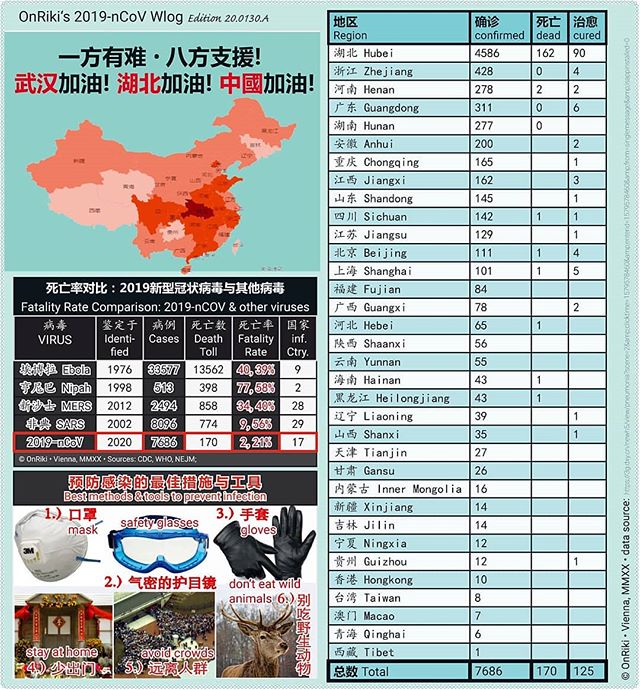 OnRiki's 2019-nCoV Wlog Edition 20.0130.A
一方有难·八方支援!
武汉加油! 湖北加油! 中國加油!
死亡率对比：2019新型冠状病毒与其他病毒
Fatality Rate Comparison: 2019-nCOV & other viruses
病毒 鉴定于 病例 死亡数 死亡率 国家
VIRUS Identi-fied Cases Death Toll Fatality Rate inf. Ctry.
埃搏拉 Ebola 1976 33577 13562 40,39% 9
亨尼巴 Nipah 1998 513 398 77,58% 2
新沙士 MERS 2012 2494 858 34,40% 28
非典 SARS 2002 8096 774 9,56% 29
2019-nCoV 2020 7686 170 2,21% 17
© OnRiki • Vienna, MMXX • Sources: CDC, WHO, NEJM;
预防感染的最佳措施与工具
Best methods & tools to prevent infection
1.) 口罩
mask
3M
safety glasses
2.) 气密的护目镜
3.) 手套
gloves
stay at home
4.) 少出门
avoid crowds
5.) 远离人群
don't eat wild
animals 6.) 别吃野生动物
地区 确诊 死亡 治愈
Region confirmed dead cured
湖北 Hubei 4586 162 90
浙江 Zhejiang 428 0 4
河南 Henan 278 2 2
广东 Guangdong 311 0 6
湖南 Hunan 277 0
安徽 Anhui 200 2
重庆 Chongqing 165 1
江西 Jiangxi 162 3
山东 Shandong 145 1
四川 Sichuan 142 1 1
江苏 Jiangsu 129 1
北京 Beijing 111 1 4
上海 Shanghai 101 1 5
福建 Fujian 84
广西 Guangxi 78 2
河北 Hebei 65 1
陕西 Shaanxi 56
云南 Yunnan 55
海南 Hainan 43 1
黑龙江 Heilongjiang 43 1
辽宁 Liaoning 39 1
山西 Shanxi 35 1
天津 Tianjin 27
甘肃 Gansu 26
内蒙古 Inner Mongolia 16
新疆 Xinjiang 14
吉林 Jilin 14
宁夏 Ningxia 12
贵州 Guizhou 12 1
香港 Hongkong 10
台湾 Taiwan 8
澳门 Macao 7
青海 Qinghai 6
西藏 Tibet 1
总数 Total 7686 170 125
© OnRiki • Vienna, MMXX • data source: